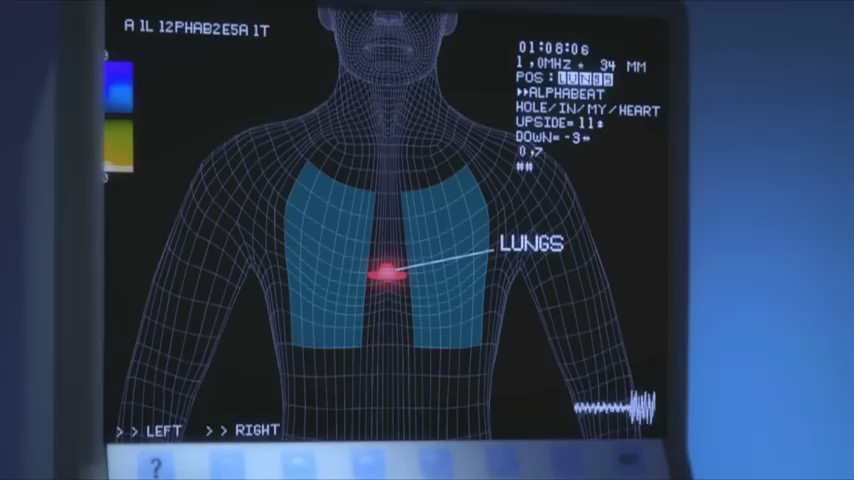 A 1L 12PHAB2E5A 1T
01:08:06
1,0MHZ 34 MM
POS: LUNGS
▸▸ALPHABEAT
HOLE/IN/MY/HEART
UPSIDE= 11
DOWN= -3
0,7
##
LUNGS
>> LEFT >> RIGHT
?